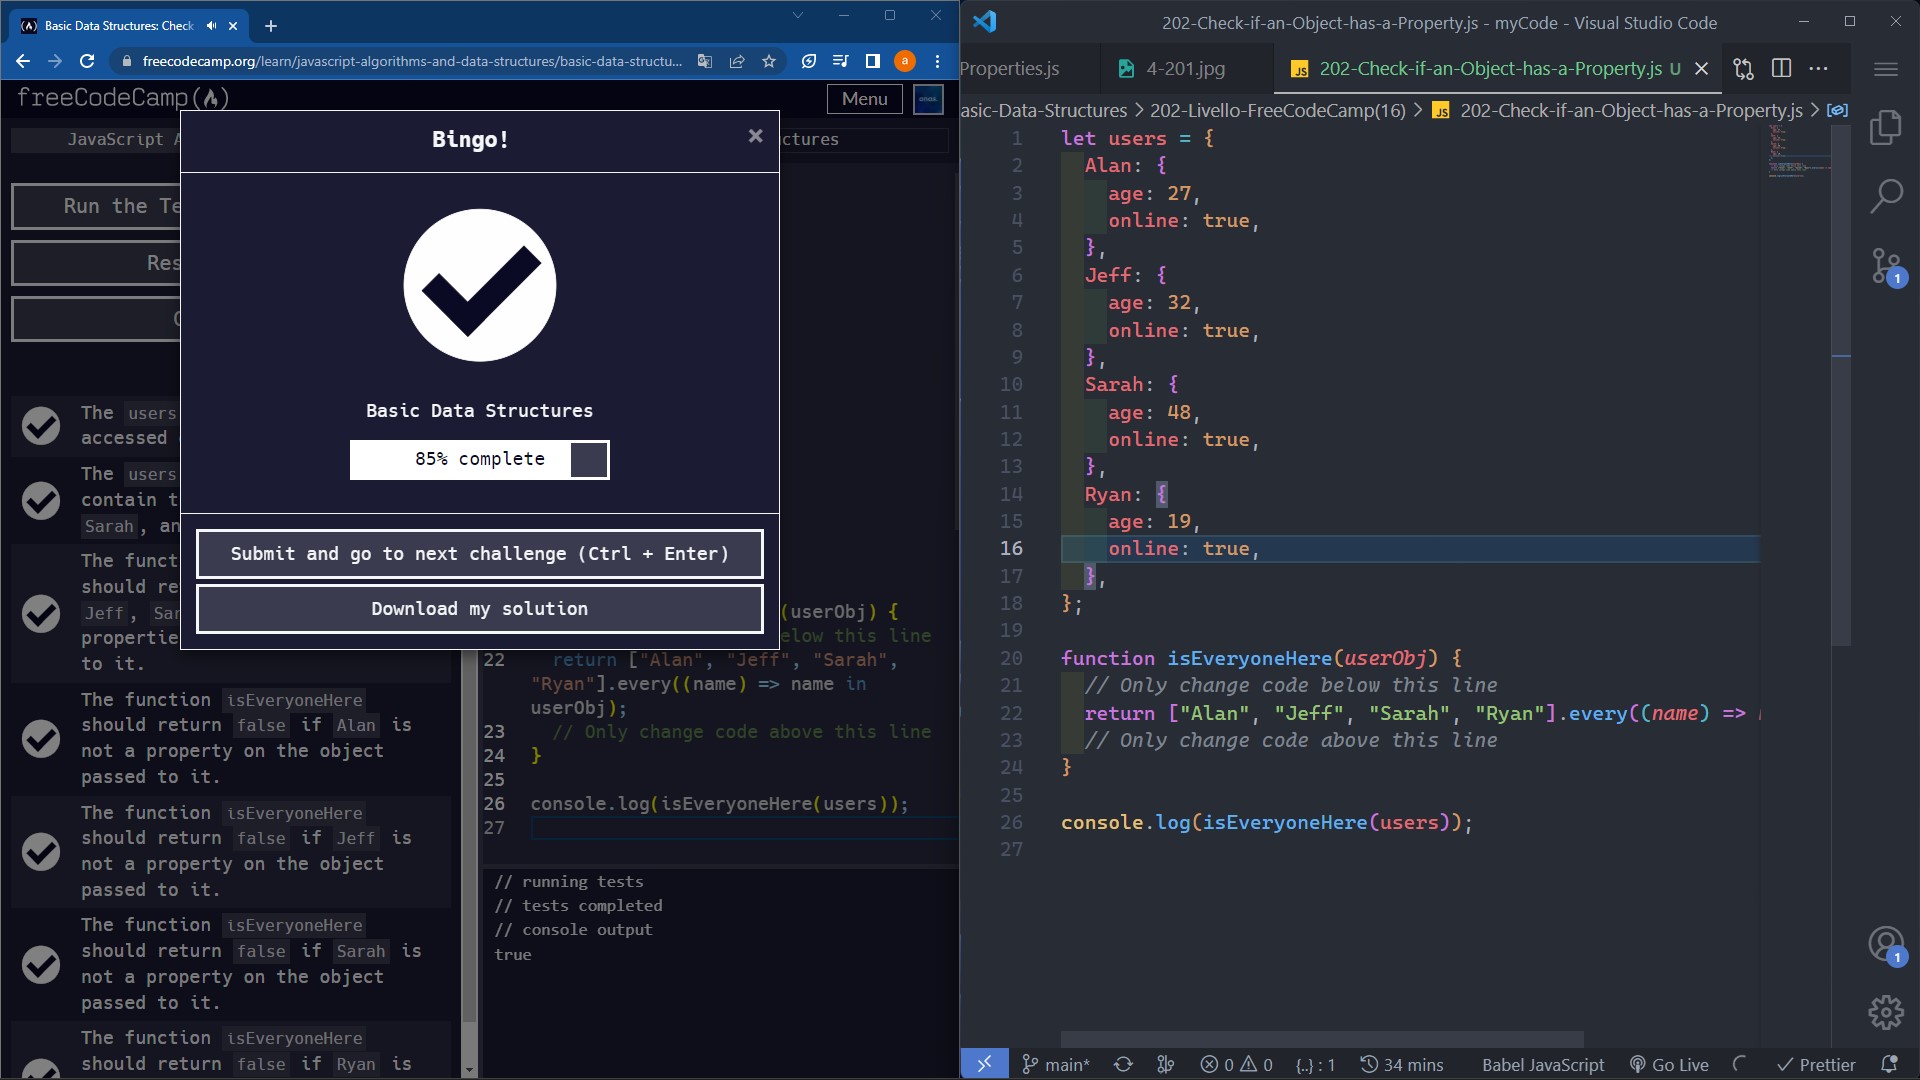 Basic Data Structures: Check
freecodecamp.org/learn/javascript-algorithms-and-data-structures/basic-data-structu...
a
freeCodeCamp
Menu
JavaScript A
ctures
Run the Te
Res
Bingo!
Basic Data Structures
85% complete
Submit and go to next challenge (Ctrl + Enter)
Download my solution
The users
accessed
The users
contain t
Sarah, an
The funct
should re
Jeff, Sar
propertie
to it.
The function isEveryoneHere
should return false if Alan is
not a property on the object
passed to it.
The function isEveryoneHere
should return false if Jeff is
not a property on the object
passed to it.
The function isEveryoneHere
should return false if Sarah is
not a property on the object
passed to it.
The function isEveryoneHere
should return false if Ryan is
(userObj) {
elow this line
22 return ["Alan", "Jeff", "Sarah",
"Ryan"].every((name) => name in
userObj);
23 // Only change code above this line
24 }
25
26 console.log(isEveryoneHere(users));
27
// running tests
// tests completed
// console output
true
202-Check-if-an-Object-has-a-Property.js - myCode - Visual Studio Code
Properties.js
4-201.jpg
JS 202-Check-if-an-Object-has-a-Property.js U
asic-Data-Structures > 202-Livello-FreeCodeCamp(16) > JS 202-Check-if-an-Object-has-a-Property.js >
1 let users = {
2 Alan: {
3 age: 27,
4 online: true,
5 },
6 Jeff: {
7 age: 32,
8 online: true,
9 },
10 Sarah: {
11 age: 48,
12 online: true,
13 },
14 Ryan: {
15 age: 19,
16 online: true,
17 },
18 };
19
20 function isEveryoneHere(userObj) {
21 // Only change code below this line
22 return ["Alan", "Jeff", "Sarah", "Ryan"].every((name) =>
23 // Only change code above this line
24 }
25
26 console.log(isEveryoneHere(users));
27
1
1
main*
0 0
{..} : 1
34 mins
Babel JavaScript
Go Live
Prettier